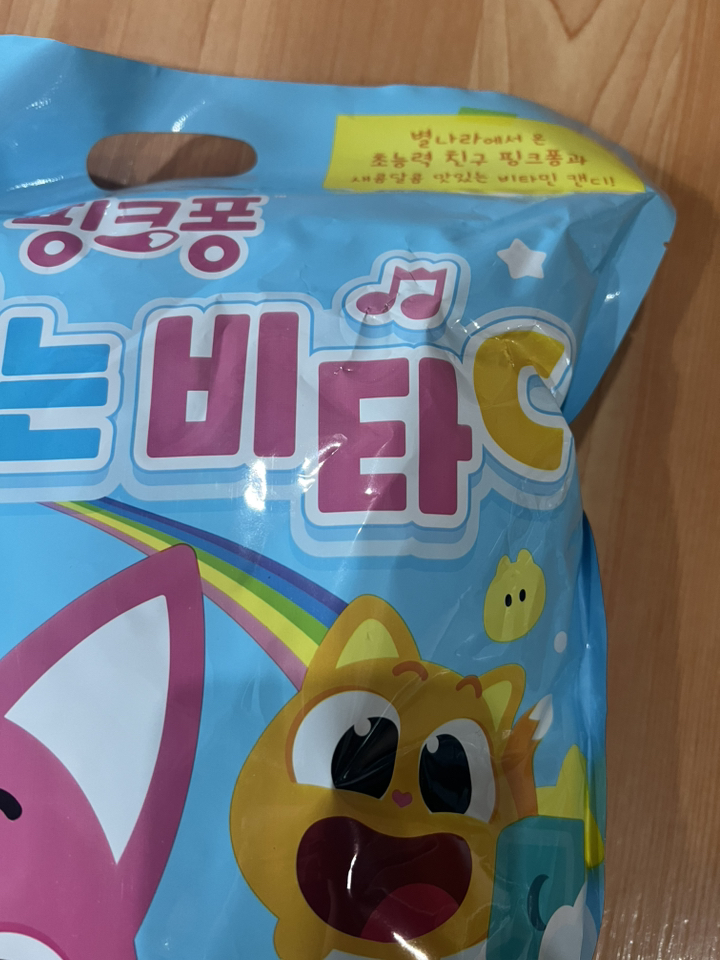 별나라에서 온
초능력 친구 핑크퐁과
새콤달콤 맛있는 비타민 캔디!
핑크퐁
는 비타C